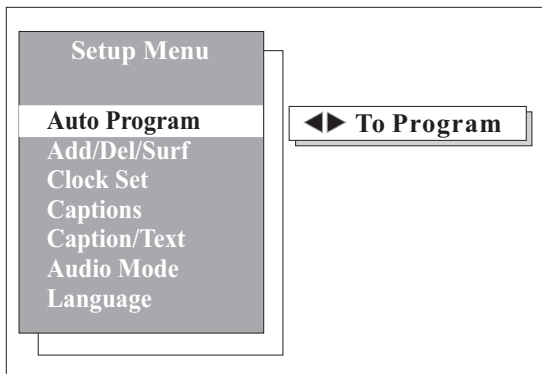 Setup Menu
Auto Program
◀▶ To Program
Add/Del/Surf
Clock Set
Captions
Caption/Text
Audio Mode
Language